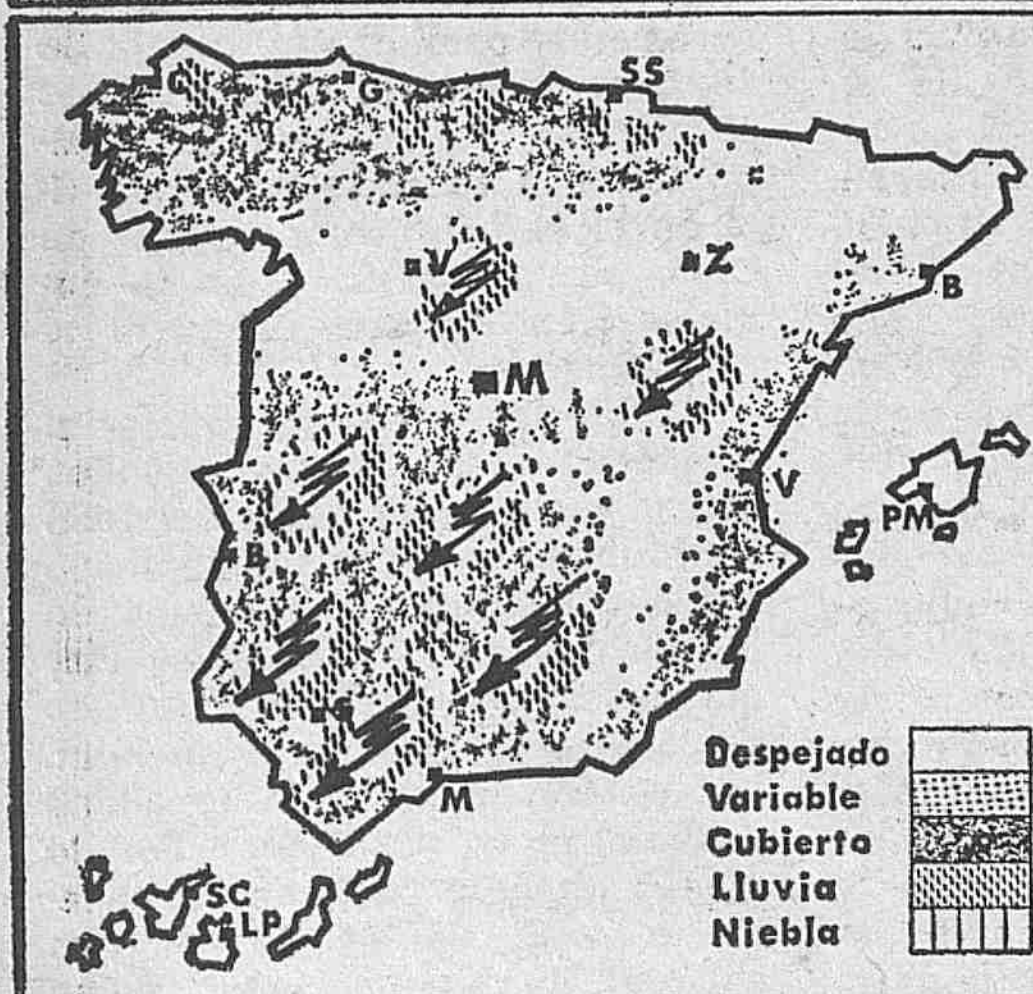 SS
C
G
V
Z
B
M
V
PM
B
S
M
Despejado
Variable
Cubierto
Lluvia
Niebla
SC
LP